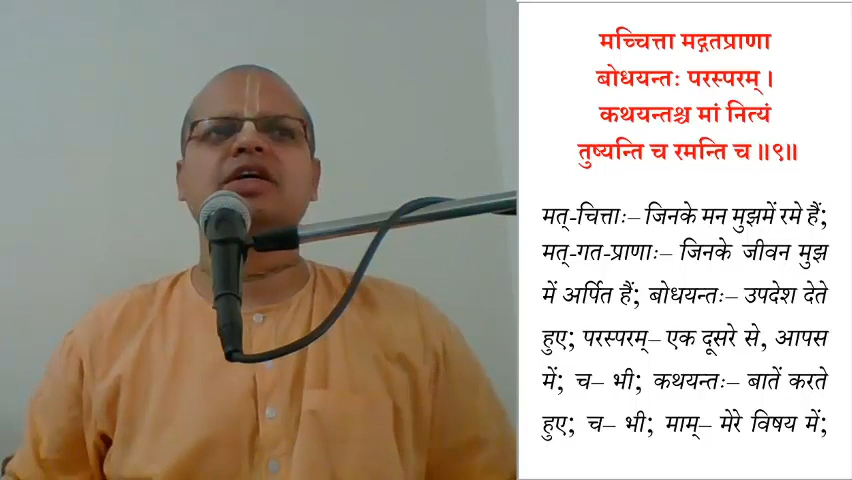 मच्चित्ता मद्गतप्राणा
बोधयन्तः परस्परम् ।
कथयन्तश्च मां नित्यं
तुष्यन्ति च रमन्ति च ॥९॥
मत्-चित्ताः– जिनके मन मुझमें रमे हैं;
मत्-गत-प्राणाः– जिनके जीवन मुझ
में अर्पित हैं; बोधयन्तः– उपदेश देते
हुए; परस्परम्– एक दूसरे से, आपस
में; च– भी; कथयन्तः– बातें करते
हुए; च– भी; माम्– मेरे विषय में;